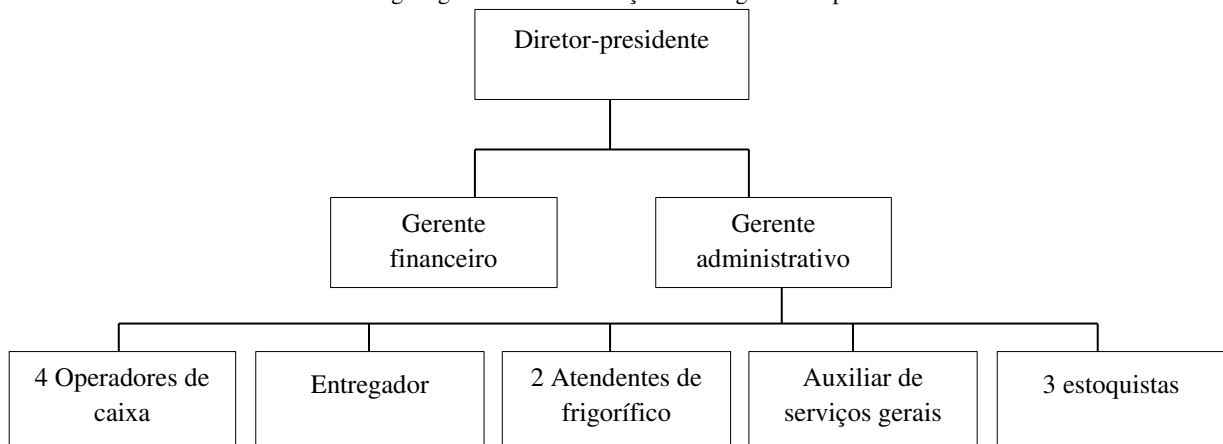 Diretor-presidente
Gerente
financeiro
Gerente
administrativo
4 Operadores de
caixa
Entregador
2 Atendentes de
frigorífico
Auxiliar de
serviços gerais
3 estoquistas